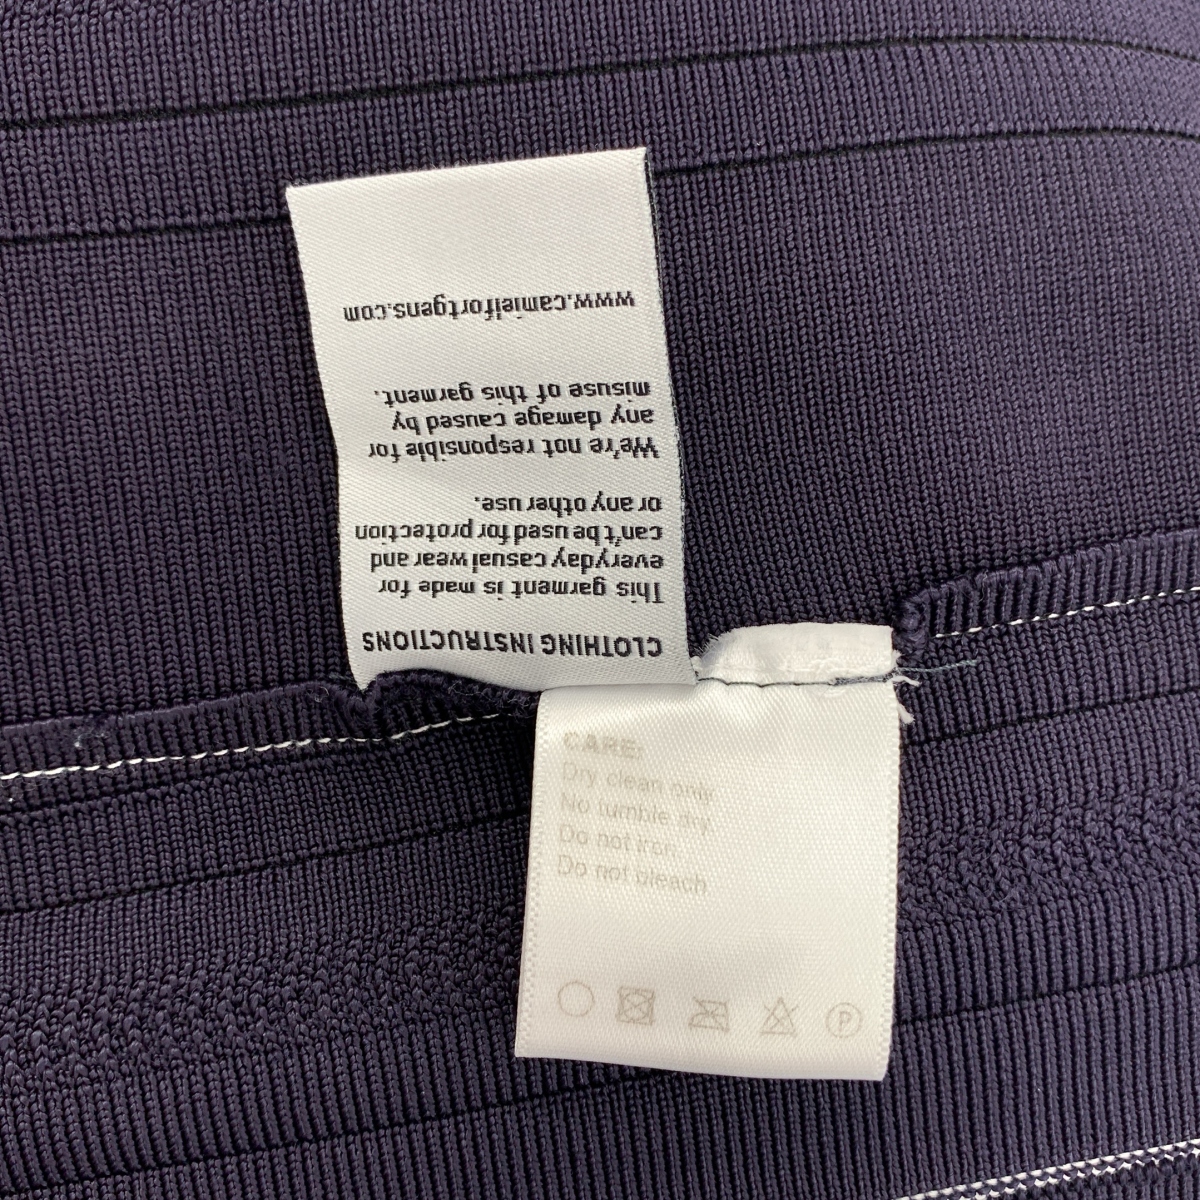 CLOTHING INSTRUCTIONS
This garment is made for
everyday casual wear and
can't be used for protection
or any other use.
We're not responsible for
any damage caused by
misuse of this garment.
www.camielfortgens.com
CARE:
Dry clean only.
No tumble dry.
Do not iron.
Do not bleach
P